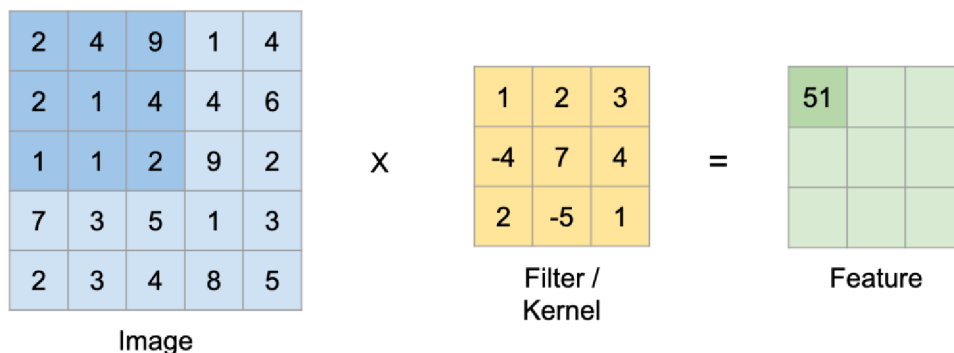 2 4 9 1 4
2 1 4 4 6
1 1 2 9 2
7 3 5 1 3
2 3 4 8 5
Image
X
1 2 3
-4 7 4
2 -5 1
Filter /
Kernel
=
51
Feature